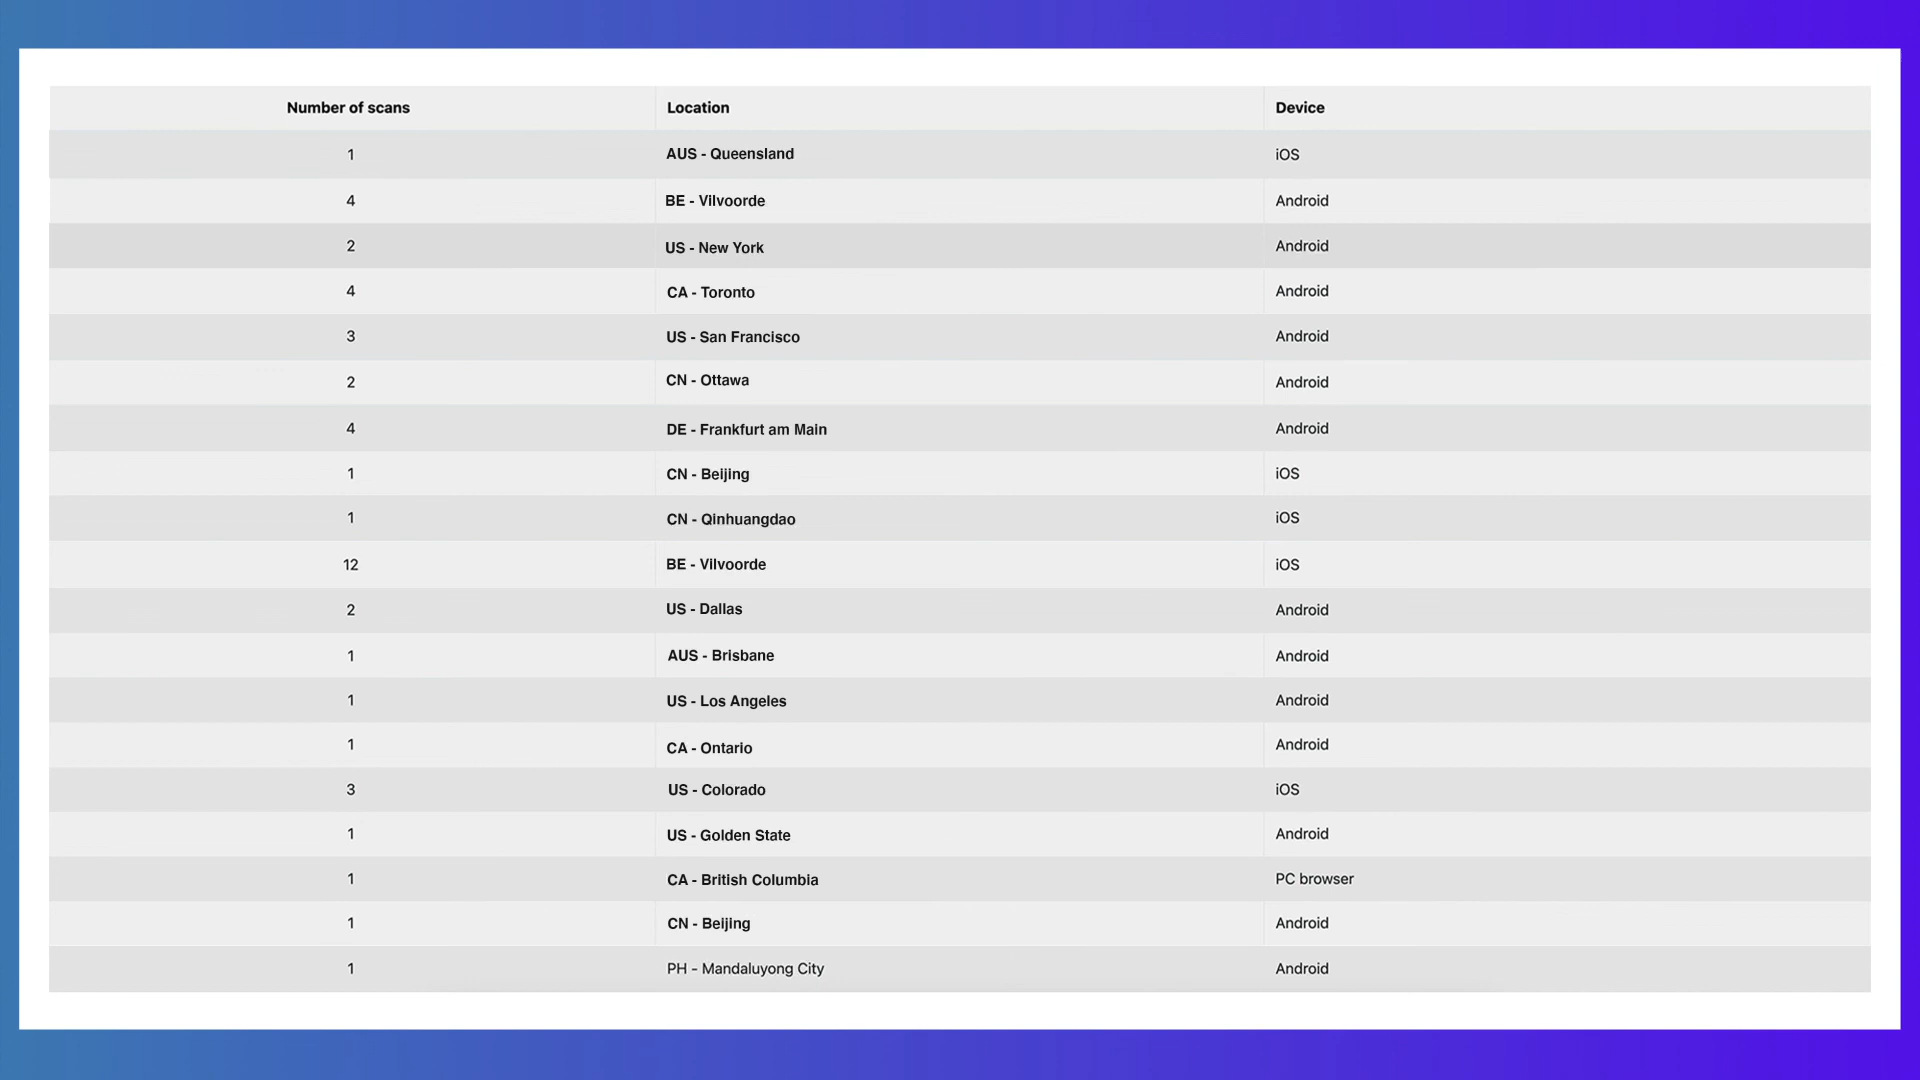 Number of scans Location Device
1 AUS - Queensland iOS
4 BE - Vilvoorde Android
2 US - New York Android
4 CA - Toronto Android
3 US - San Francisco Android
2 CN - Ottawa Android
4 DE - Frankfurt am Main Android
1 CN - Beijing iOS
1 CN - Qinhuangdao iOS
12 BE - Vilvoorde iOS
2 US - Dallas Android
1 AUS - Brisbane Android
1 US - Los Angeles Android
1 CA - Ontario Android
3 US - Colorado iOS
1 US - Golden State Android
1 CA - British Columbia PC browser
1 CN - Beijing Android
1 PH - Mandaluyong City Android